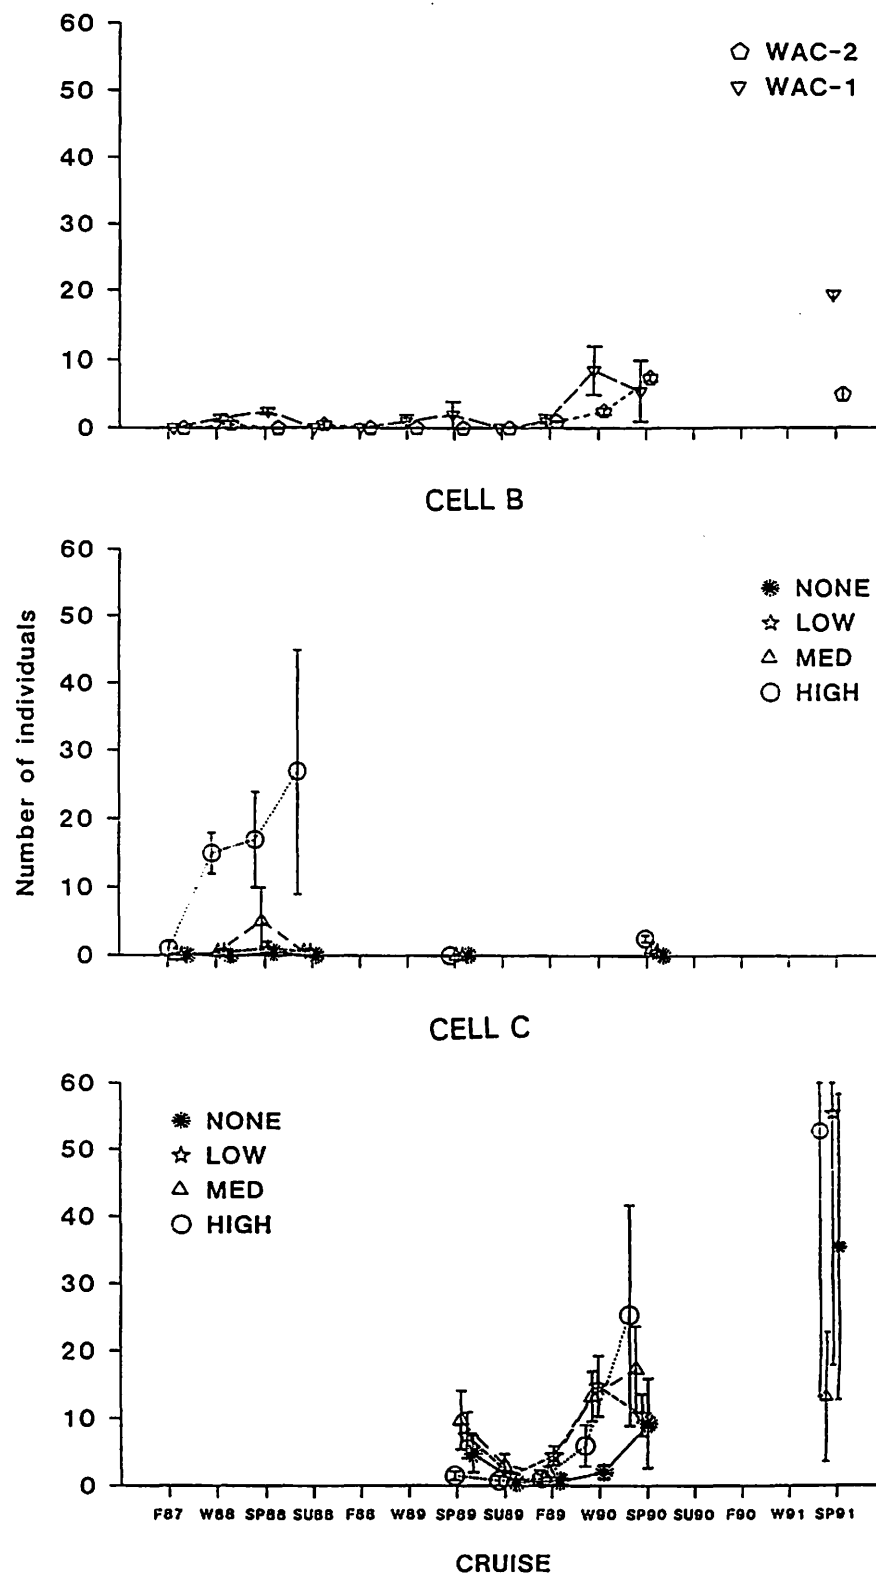 60
50
40
30
20
10
0
WAC-2
WAC-1
CELL B
60
50
40
30
20
10
0
NONE
LOW
MED
HIGH
Number of individuals
CELL C
60
50
40
30
20
10
0
NONE
LOW
MED
HIGH
F87 W88 SP88 SU88 F88 W89 SP89 SU89 F89 W90 SP90 SU90 F90 W91 SP91
CRUISE